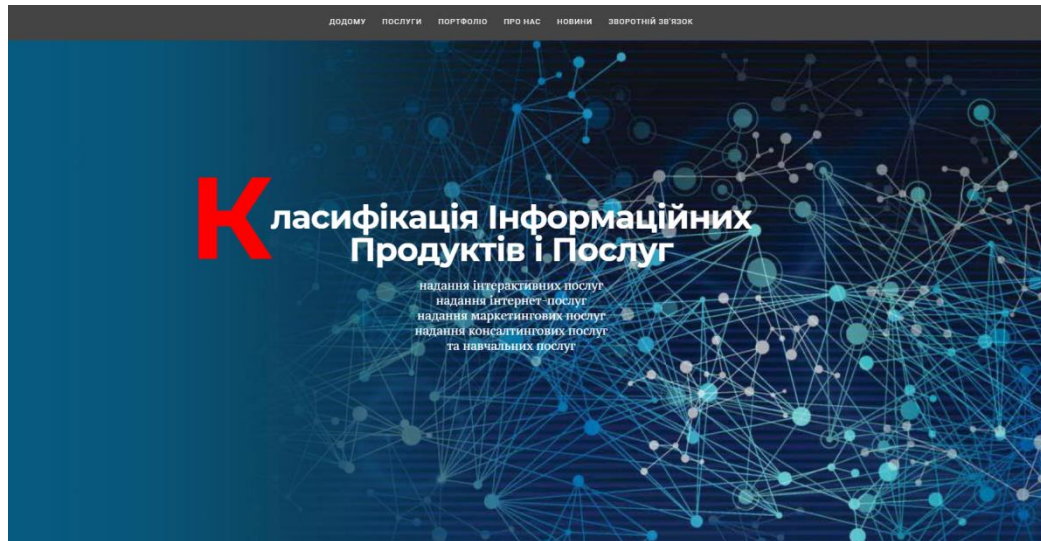 ДОДОМУ ПОСЛУГИ ПОРТФОЛІО ПРО НАС НОВИНИ ЗВОРОТНІЙ ЗВ'ЯЗОК
Класифікація Інформаційних
Продуктів і Послуг
надання інтерактивних послуг
надання інтернет-послуг
надання маркетингових послуг
надання консалтингових послуг
та навчальних послуг